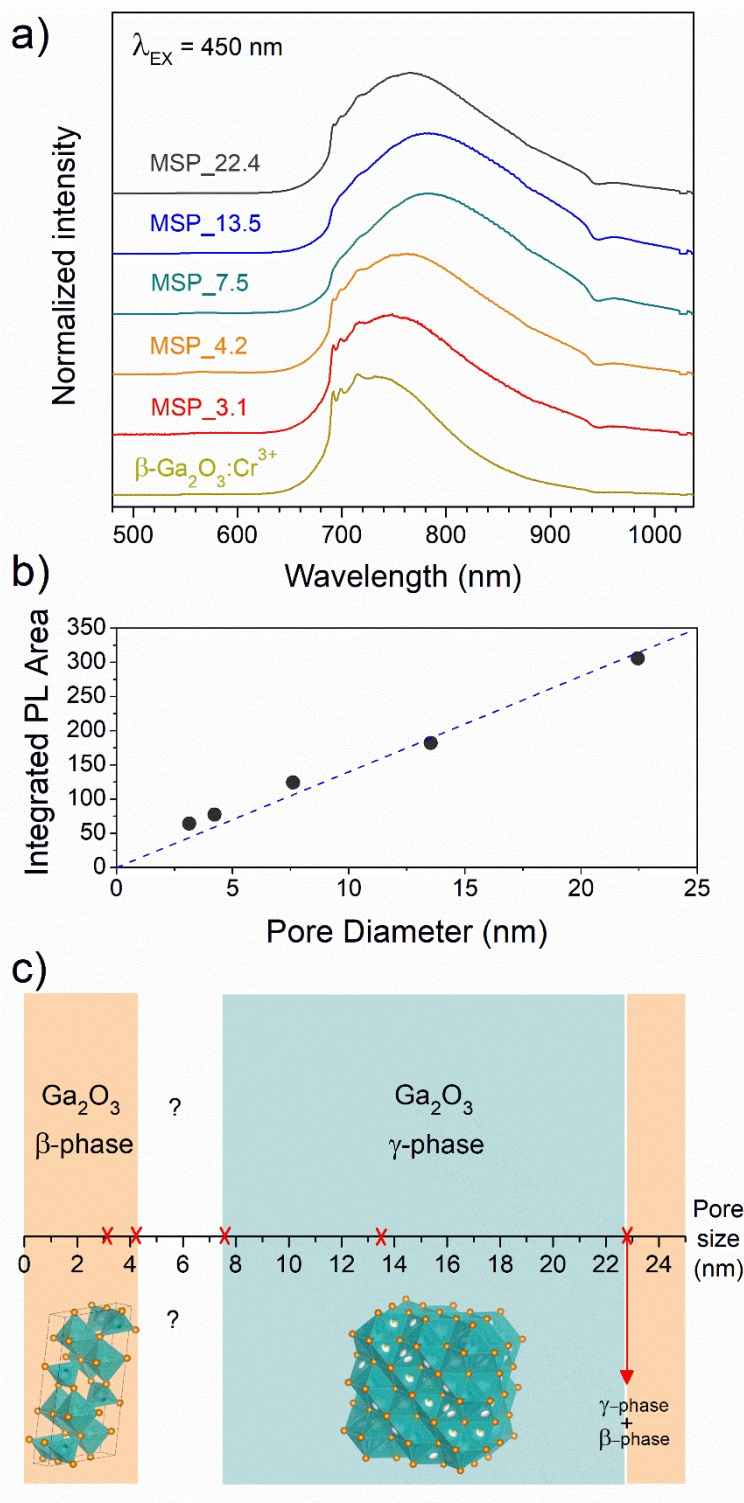 a)
λEX = 450 nm
MSP_22.4
MSP_13.5
MSP_7.5
MSP_4.2
MSP_3.1
β-Ga2O3:Cr3+
Normalized intensity
500 600 700 800 900 1000
Wavelength (nm)
b)
350
300
250
200
150
100
50
0
Integrated PL Area
0 5 10 15 20 25
Pore Diameter (nm)
c)
Ga2O3
β-phase
?
Ga2O3
γ-phase
0 2 4 6 8 10 12 14 16 18 20 22 24
Pore
size
(nm)
?
γ-phase
+
β-phase